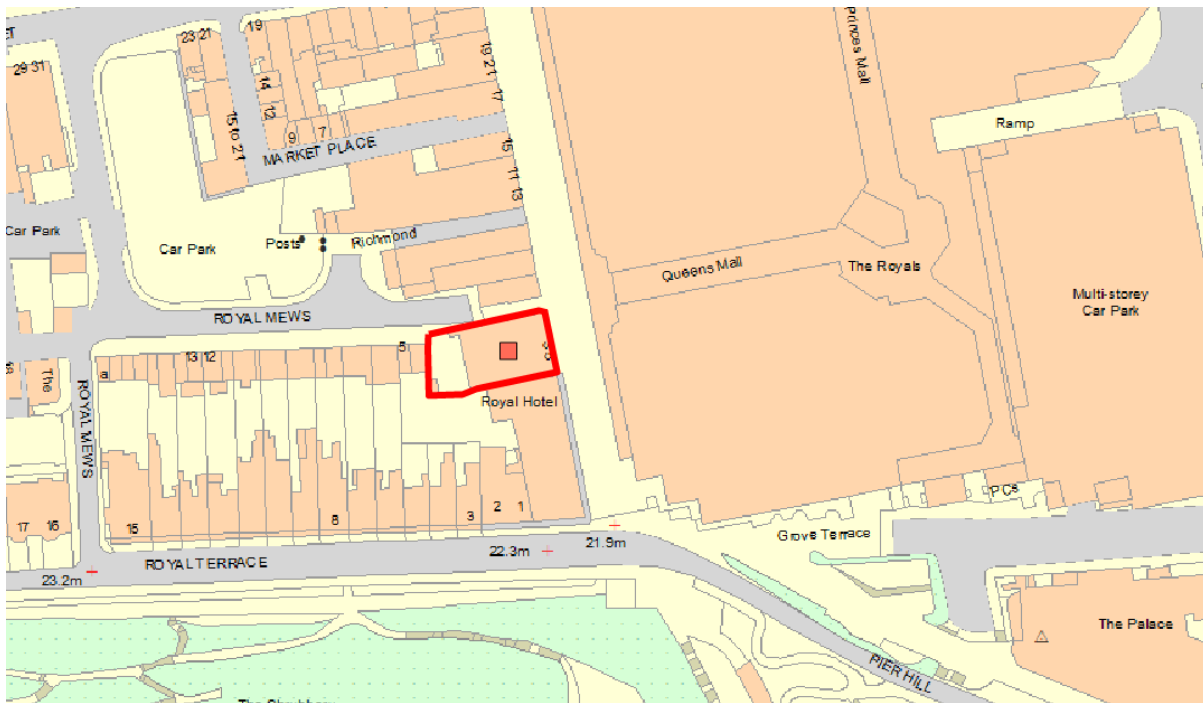 23 21
19
29 31
14
12
15 to 21
9
7
MARKET PLACE
19 21
17
15
11
13
Princes Mall
Ramp
Car Park
Car Park
Posts
Richmond
Queens Mall
The Royals
Multi-storey
Car Park
ROYAL MEWS
13 12
5
a
The
ROYAL MEWS
Royal Hotel
PCs
17 16
15
8
3
2
1
Grove Terrace
21.9m
22.3m
ROYAL TERRACE
23.2m
The Palace
PIER HILL